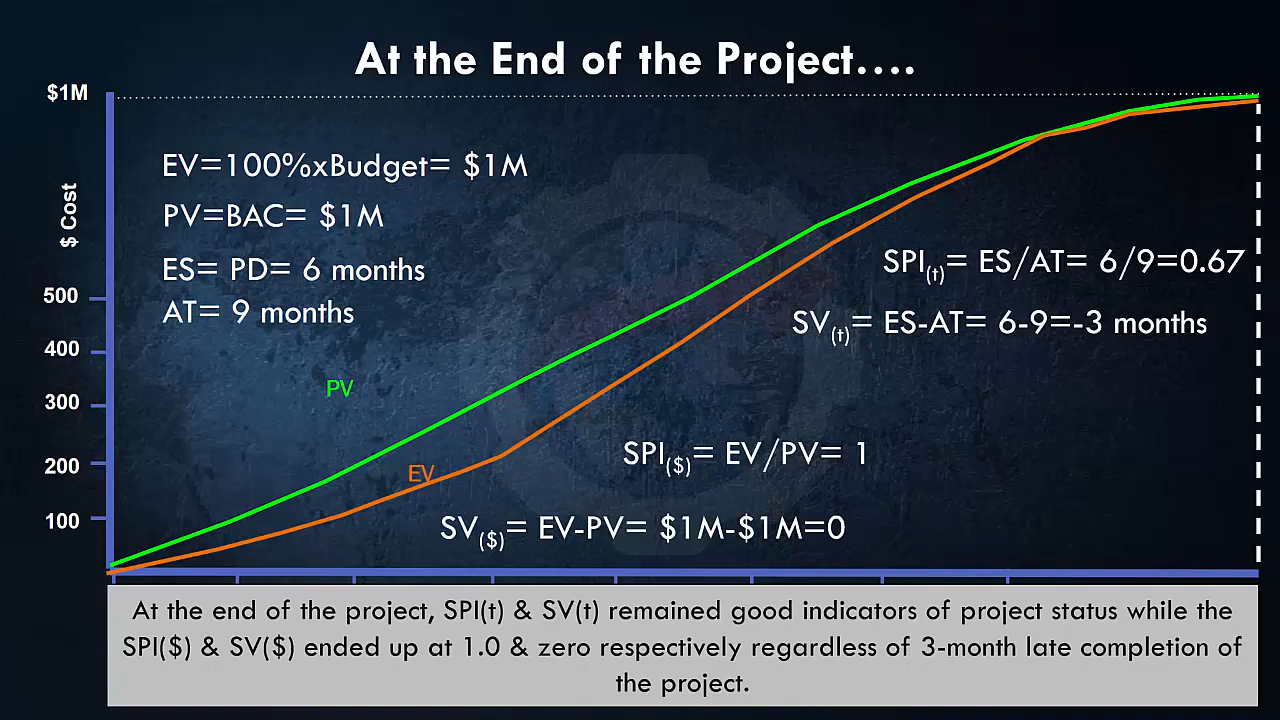 At the End of the Project....
$1M
$ Cost
500
400
300
200
100
EV=100%xBudget= $1M
PV=BAC= $1M
ES= PD= 6 months
AT= 9 months
SPI(t)= ES/AT= 6/9=0.67
SV(t)= ES-AT= 6-9=-3 months
PV
EV
SPI($)= EV/PV= 1
SV($)= EV-PV= $1M-$1M=0
At the end of the project, SPI(t) & SV(t) remained good indicators of project status while the
SPI($) & SV($) ended up at 1.0 & zero respectively regardless of 3-month late completion of
the project.